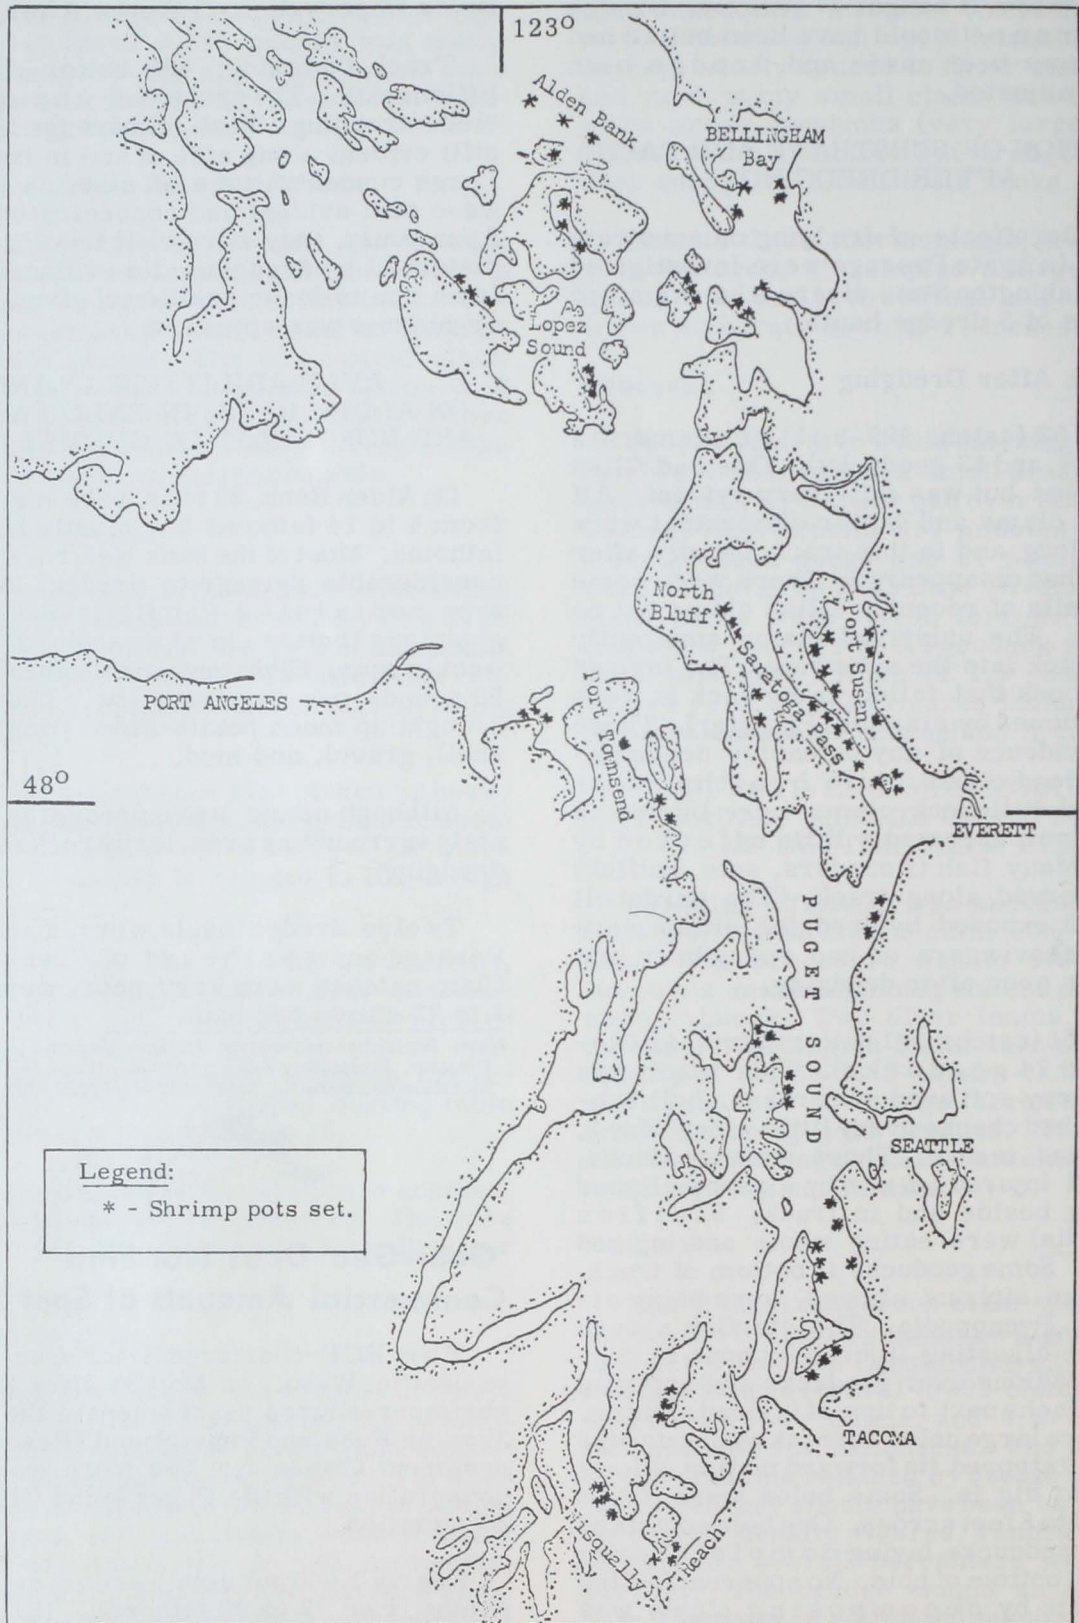 123°
Alden Bank
BELLINGHAM
Bay
Lopez
Sound
North
Bluff
Port Susan
Saratoga Pass
PORT ANGELES
Port Townsend
48°
EVERETT
PUGET SOUND
SEATTLE
Legend:
* - Shrimp pots set.
TACOMA
Nisqually Reach